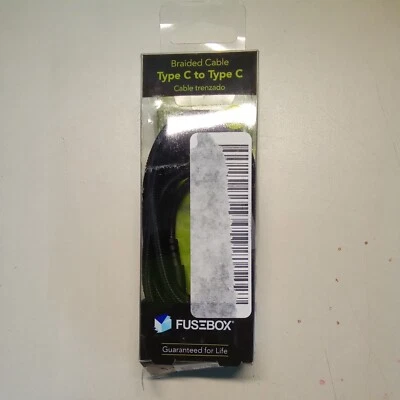 Braided Cable
Type C to Type C
Cable trenzado
FUSEBOX
Guaranteed for Life